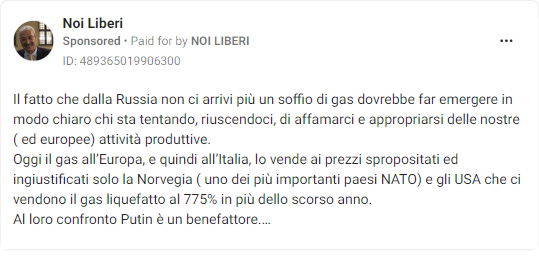 Noi Liberi
Sponsored • Paid for by NOI LIBERI
ID: 489365019906300
Il fatto che dalla Russia non ci arrivi più un soffio di gas dovrebbe far emergere in
modo chiaro chi sta tentando, riuscendoci, di affamarci e appropriarsi delle nostre
( ed europee) attività produttive.
Oggi il gas all’Europa, e quindi all’Italia, lo vende ai prezzi spropositati ed
ingiustificati solo la Norvegia ( uno dei più importanti paesi NATO) e gli USA che ci
vendono il gas liquefatto al 775% in più dello scorso anno.
Al loro confronto Putin è un benefattore....